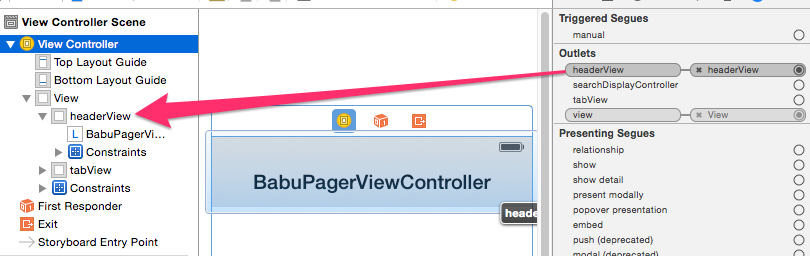 View Controller Scene
View Controller
Top Layout Guide
Bottom Layout Guide
View
headerView
L BabuPagerVi...
Constraints
tabView
Constraints
First Responder
Exit
Storyboard Entry Point
BabuPagerViewController
heade
Triggered Segues
manual
Outlets
headerView headerView
searchDisplayController
tabView
view View
Presenting Segues
relationship
show
show detail
present modally
popover presentation
embed
push (deprecated)
modal (deprecated)